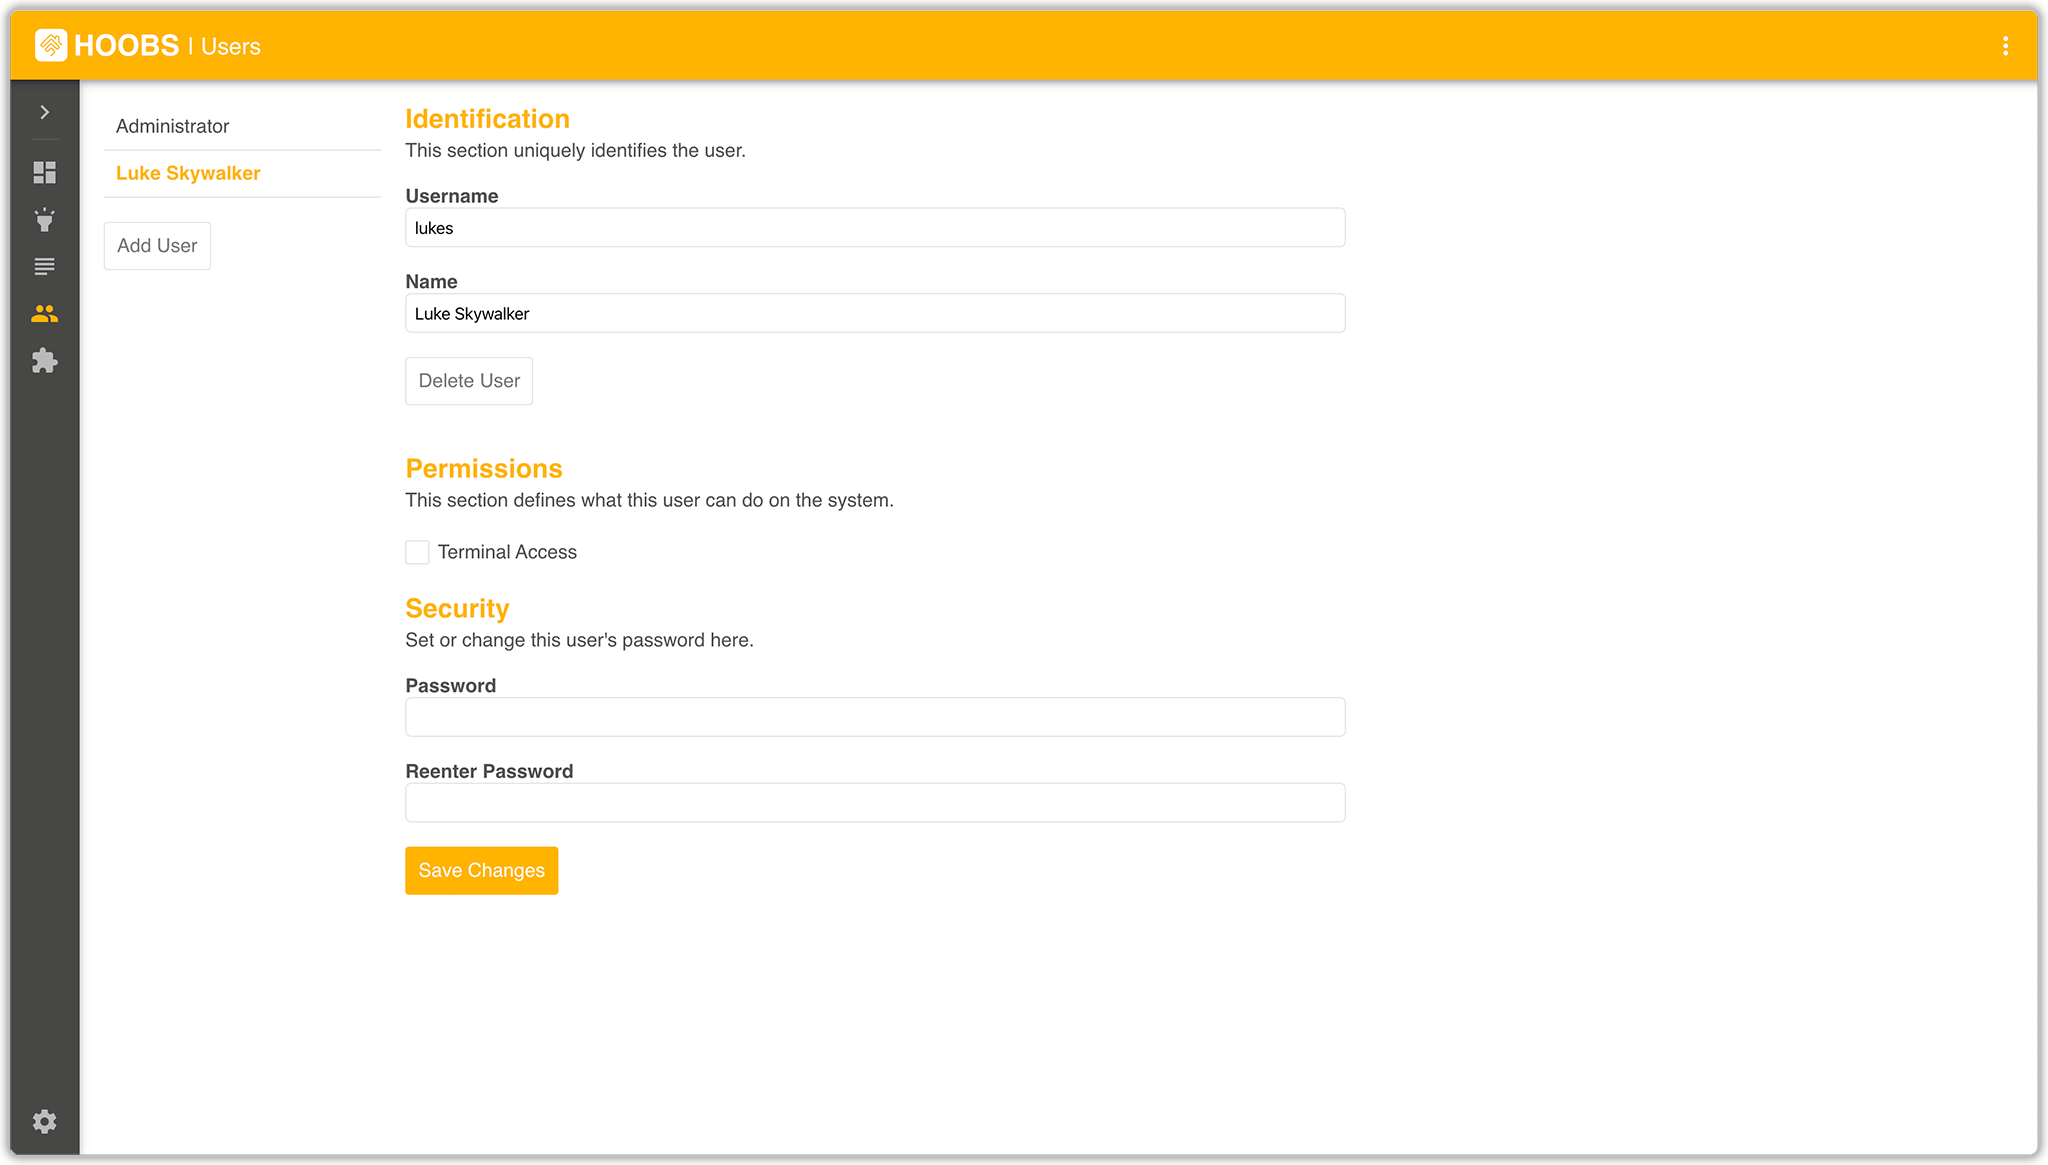 HOOBS | Users
Administrator
Luke Skywalker
Add User
Identification
This section uniquely identifies the user.
Username
lukes
Name
Luke Skywalker
Delete User
Permissions
This section defines what this user can do on the system.
Terminal Access
Security
Set or change this user's password here.
Password
Reenter Password
Save Changes